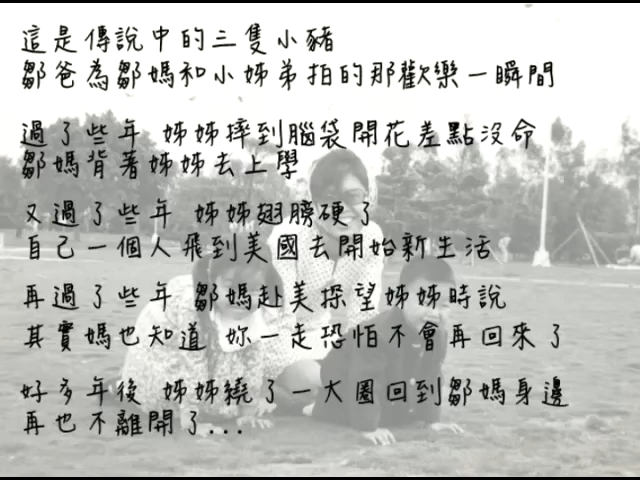 這是傳說中的三隻小豬
鄒爸為鄒媽和小姊弟拍的那歡樂一瞬間
過了些年 姊姊摔到腦袋開花差點沒命
鄒媽背著姊姊去上學
又過了些年 姊姊翅膀硬了
自己一個人飛到美國去開始新生活
再過了些年 鄒媽赴美探望姊姊時說
其實媽也知道 妳一走恐怕不會再回來了
好多年後 姊姊繞了一大圈回到鄒媽身邊
再也不離開了...